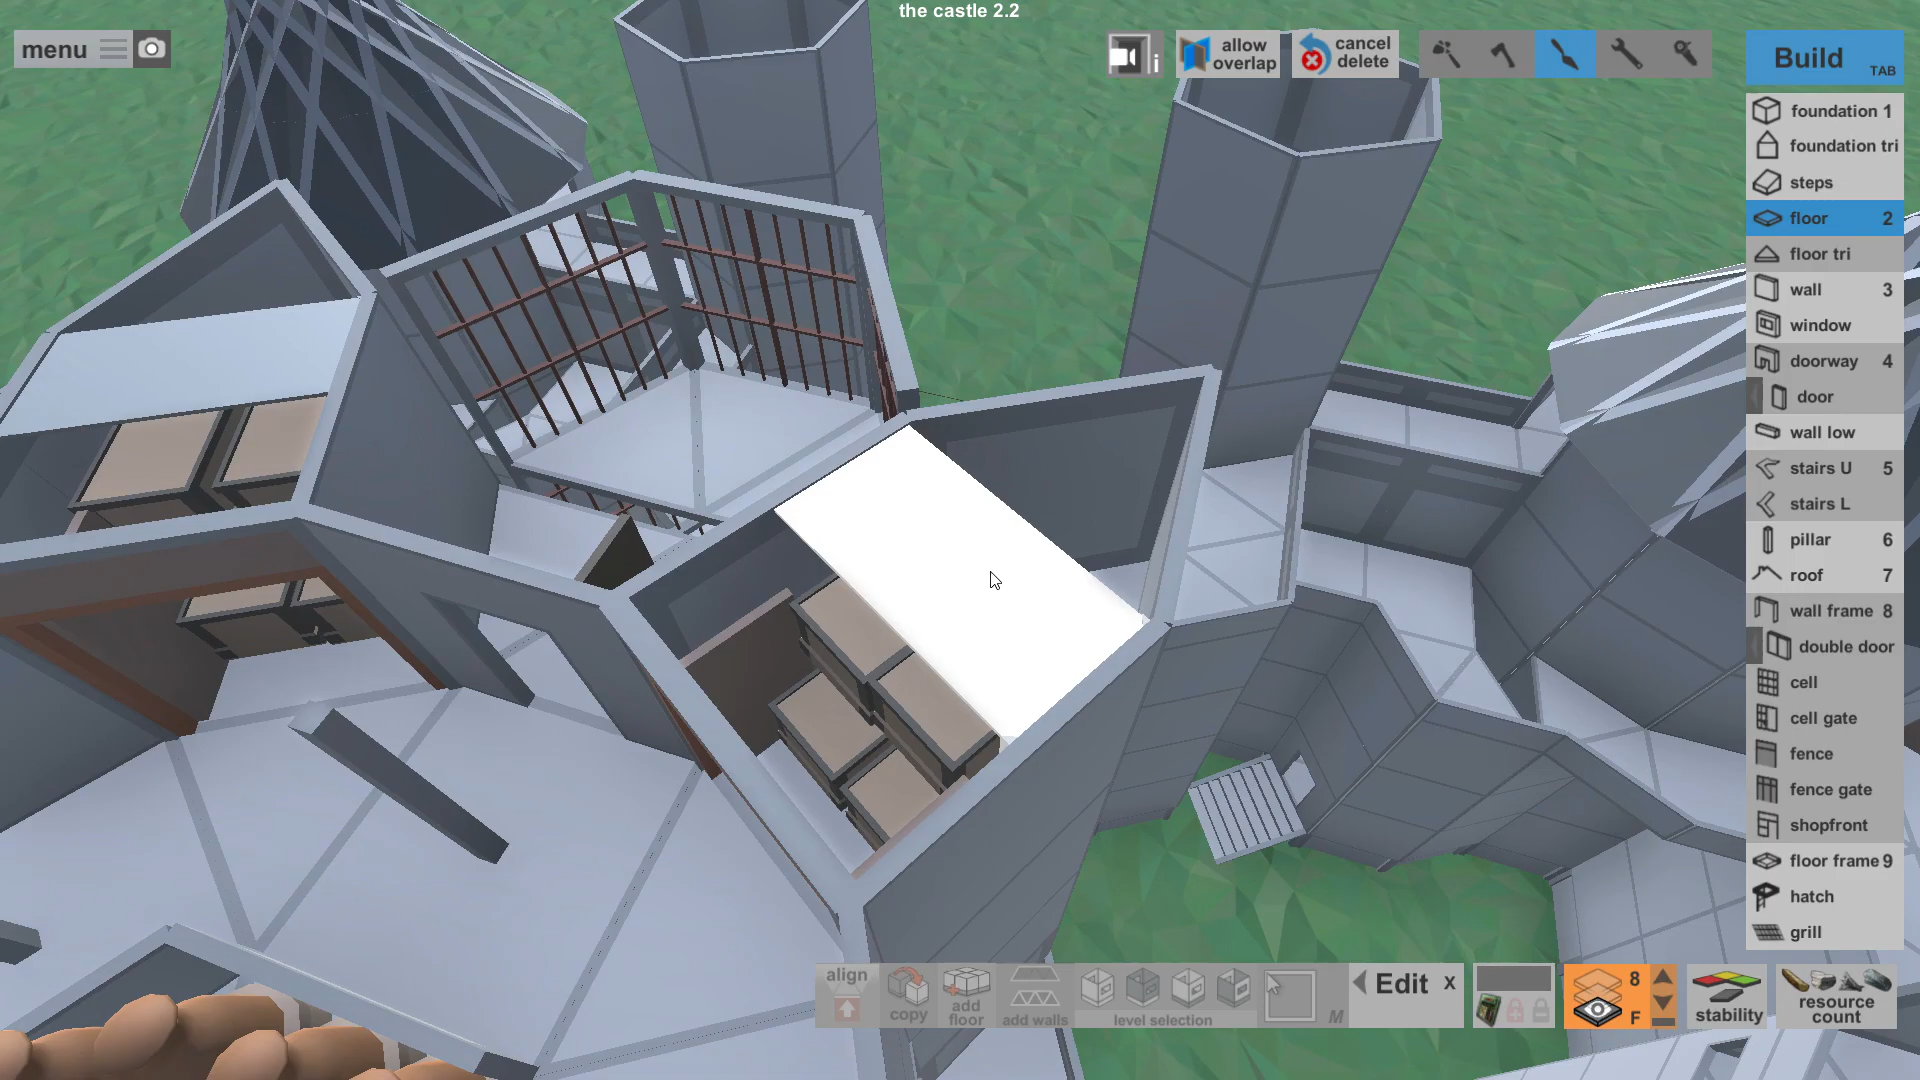 the castle 2.2
menu
i
allow
overlap
cancel
delete
Build
TAB
foundation 1
foundation tri
steps
floor 2
floor tri
wall 3
window
doorway 4
door
wall low
stairs U 5
stairs L
pillar 6
roof 7
wall frame 8
double door
cell
cell gate
fence
fence gate
shopfront
floor frame 9
hatch
grill
align
copy
add
floor
add walls
level selection
M
Edit x
8
F
stability
resource
count